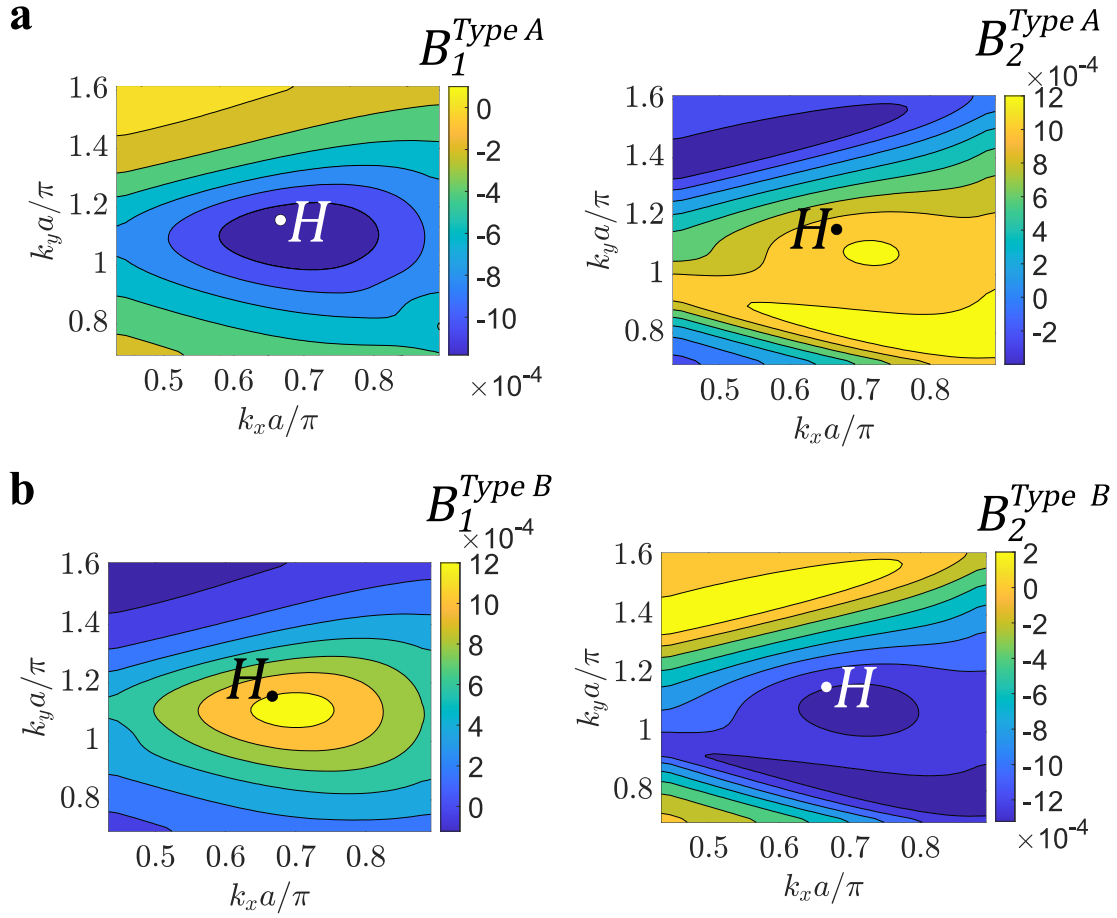 a
B_1^{Type A}
1.6
1.4
1.2
1
0.8
k_y a/π
H
0
-2
-4
-6
-8
-10
×10^{-4}
0.5 0.6 0.7 0.8
k_x a/π
B_2^{Type A}
×10^{-4}
1.6
1.4
1.2
1
0.8
k_y a/π
H
12
10
8
6
4
2
0
-2
0.5 0.6 0.7 0.8
k_x a/π
b
B_1^{Type B}
×10^{-4}
1.6
1.4
1.2
1
0.8
k_y a/π
H
12
10
8
6
4
2
0
0.5 0.6 0.7 0.8
k_x a/π
B_2^{Type B}
1.6
1.4
1.2
1
0.8
k_y a/π
H
2
0
-2
-4
-6
-8
-10
-12
×10^{-4}
0.5 0.6 0.7 0.8
k_x a/π